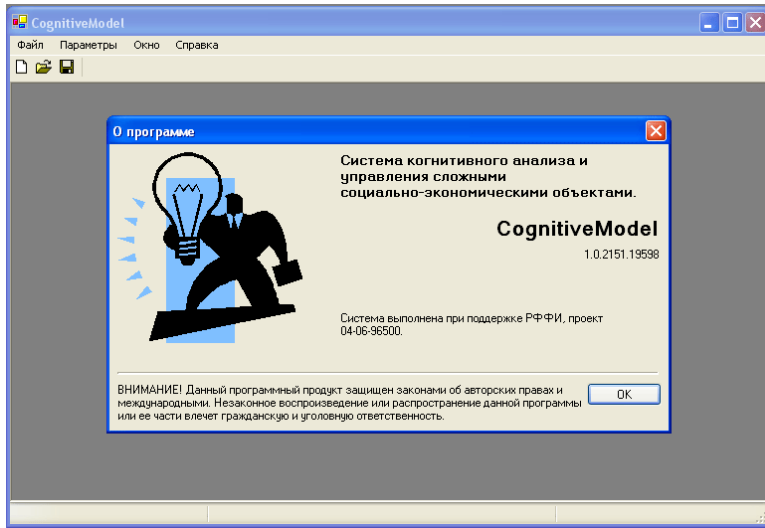 CognitiveModel
Файл Параметры Окно Справка
О программе
Система когнитивного анализа и
управления сложными
социально-экономическими объектами.
CognitiveModel
1.0.2151.19598
Система выполнена при поддержке РФФИ, проект
04-06-96500.
ВНИМАНИЕ! Данный программный продукт защищен законами об авторских правах и
международными. Незаконное воспроизведение или распространение данной программы
или ее части влечет гражданскую и уголовную ответственность.
OK